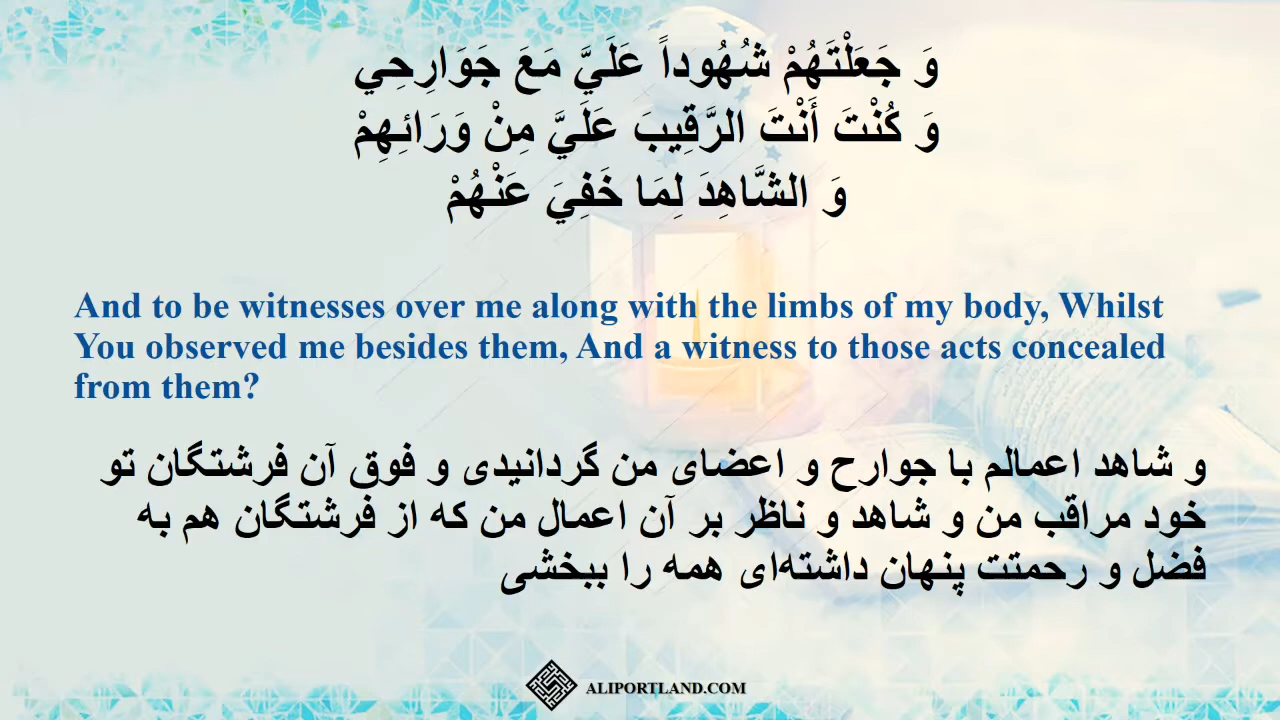 وَ جَعَلْتَهُمْ شُهُوداً عَلَيَّ مَعَ جَوَارِحِي
وَ كُنْتَ أَنْتَ الرَّقِيبَ عَلَيَّ مِنْ وَرَائِهِمْ
وَ الشَّاهِدَ لِمَا خَفِيَ عَنْهُمْ
And to be witnesses over me along with the limbs of my body, Whilst
You observed me besides them, And a witness to those acts concealed
from them?
و شاهد اعمالم با جوارح و اعضای من گردانیدی و فوق آن فرشتگان تو
خود مراقب من و شاهد و ناظر بر آن اعمال من که از فرشتگان هم به
فضل و رحمتت پنهان داشته‌ای همه را ببخشی
ALIPORTLAND.COM